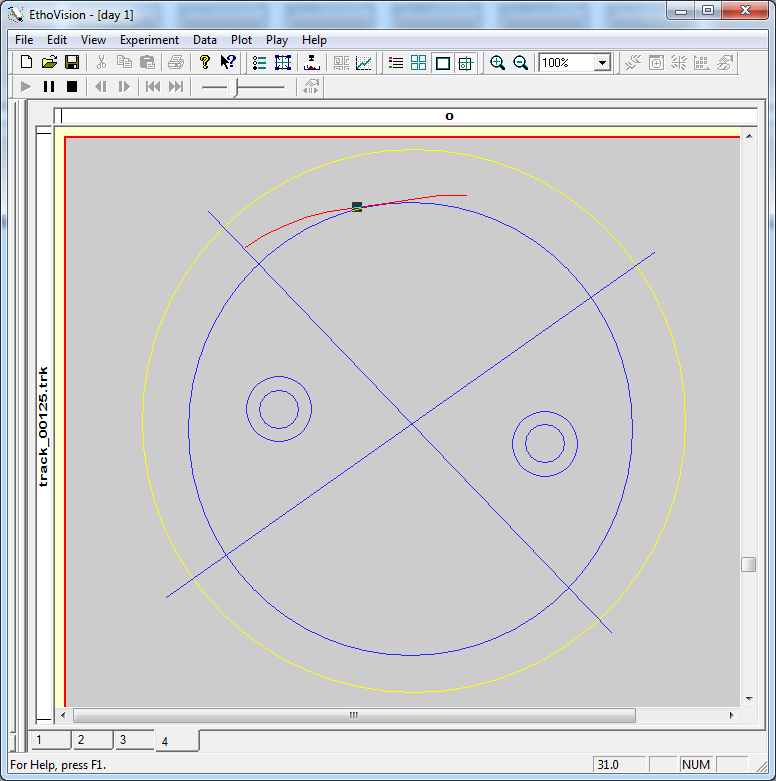 EthoVision - [day 1]
File Edit View Experiment Data Plot Play Help
100%
o
track_00125.trk
1 2 3 4
For Help, press F1. 31.0 NUM